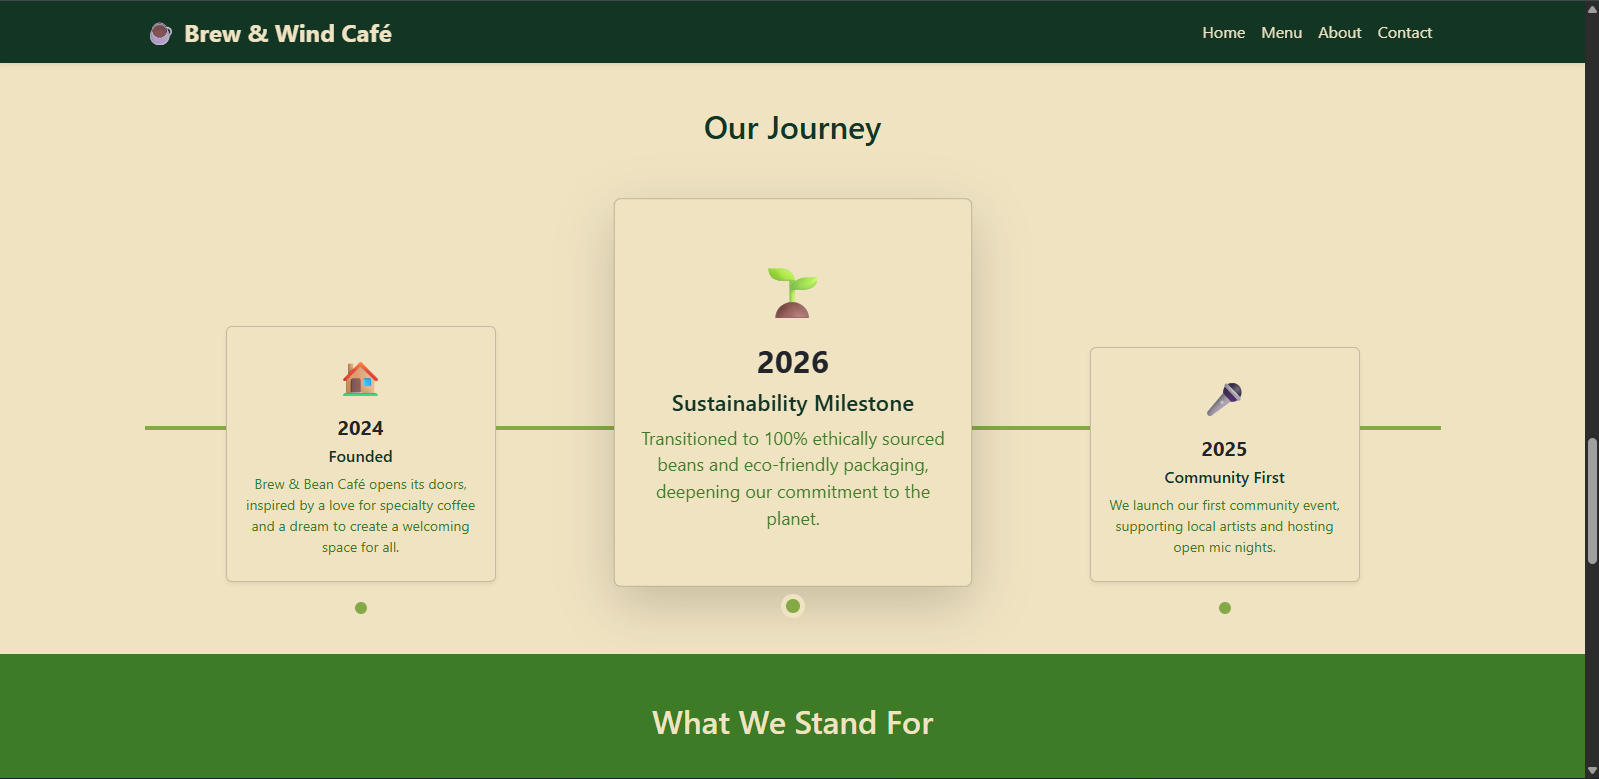 Brew & Wind Café
Home
Menu
About
Contact
Our Journey
2024
Founded
Brew & Bean Café opens its doors,
inspired by a love for specialty coffee
and a dream to create a welcoming
space for all.
2026
Sustainability Milestone
Transitioned to 100% ethically sourced
beans and eco-friendly packaging,
deepening our commitment to the
planet.
2025
Community First
We launch our first community event,
supporting local artists and hosting
open mic nights.
What We Stand For